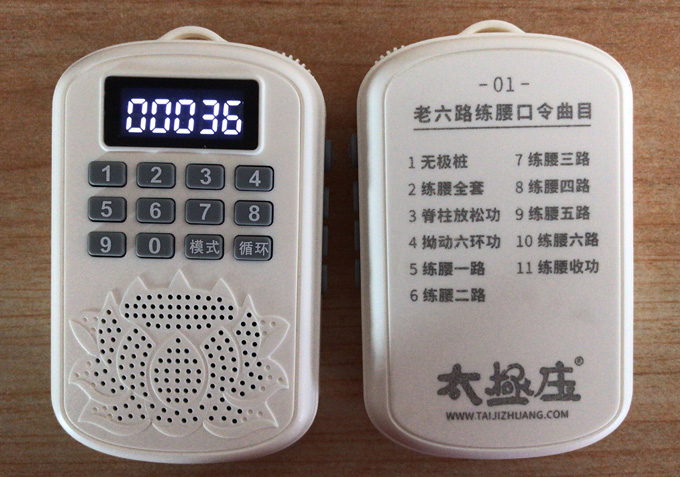 00036
1 2 3 4
5 6 7 8
9 0 模式 循环
-01-
老六路练腰口令曲目
1 无极桩
2 练腰全套
3 脊柱放松功
4 拗动六环功
5 练腰一路
6 练腰二路
7 练腰三路
8 练腰四路
9 练腰五路
10 练腰六路
11 练腰收功
太极庄®
WWW.TAIJIZHUANG.COM